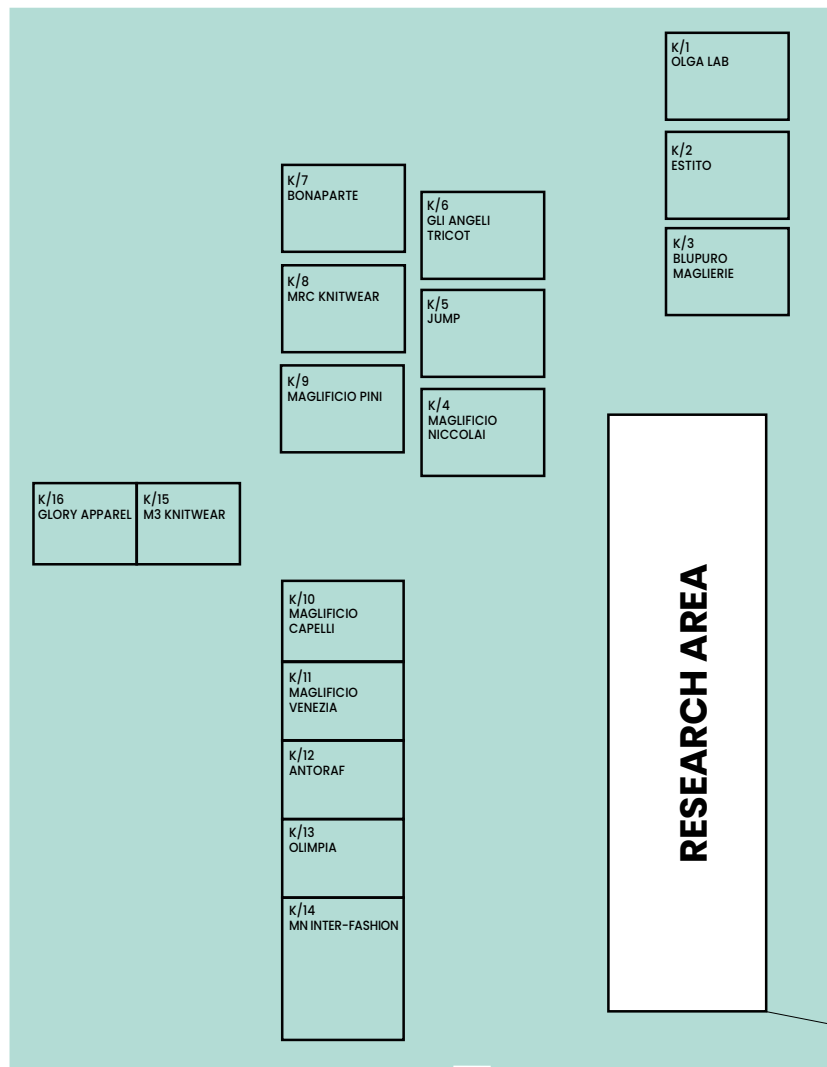 K/1
OLGA LAB
K/2
ESTITO
K/3
BLUPURO
MAGLIERIE
K/7
BONAPARTE
K/6
GLI ANGELI
TRICOT
K/8
MRC KNITWEAR
K/5
JUMP
K/9
MAGLIFICIO PINI
K/4
MAGLIFICIO
NICCOLAI
K/16
GLORY APPAREL
K/15
M3 KNITWEAR
K/10
MAGLIFICIO
CAPELLI
K/11
MAGLIFICIO
VENEZIA
K/12
ANTORAF
K/13
OLIMPIA
K/14
MN INTER-FASHION
RESEARCH AREA